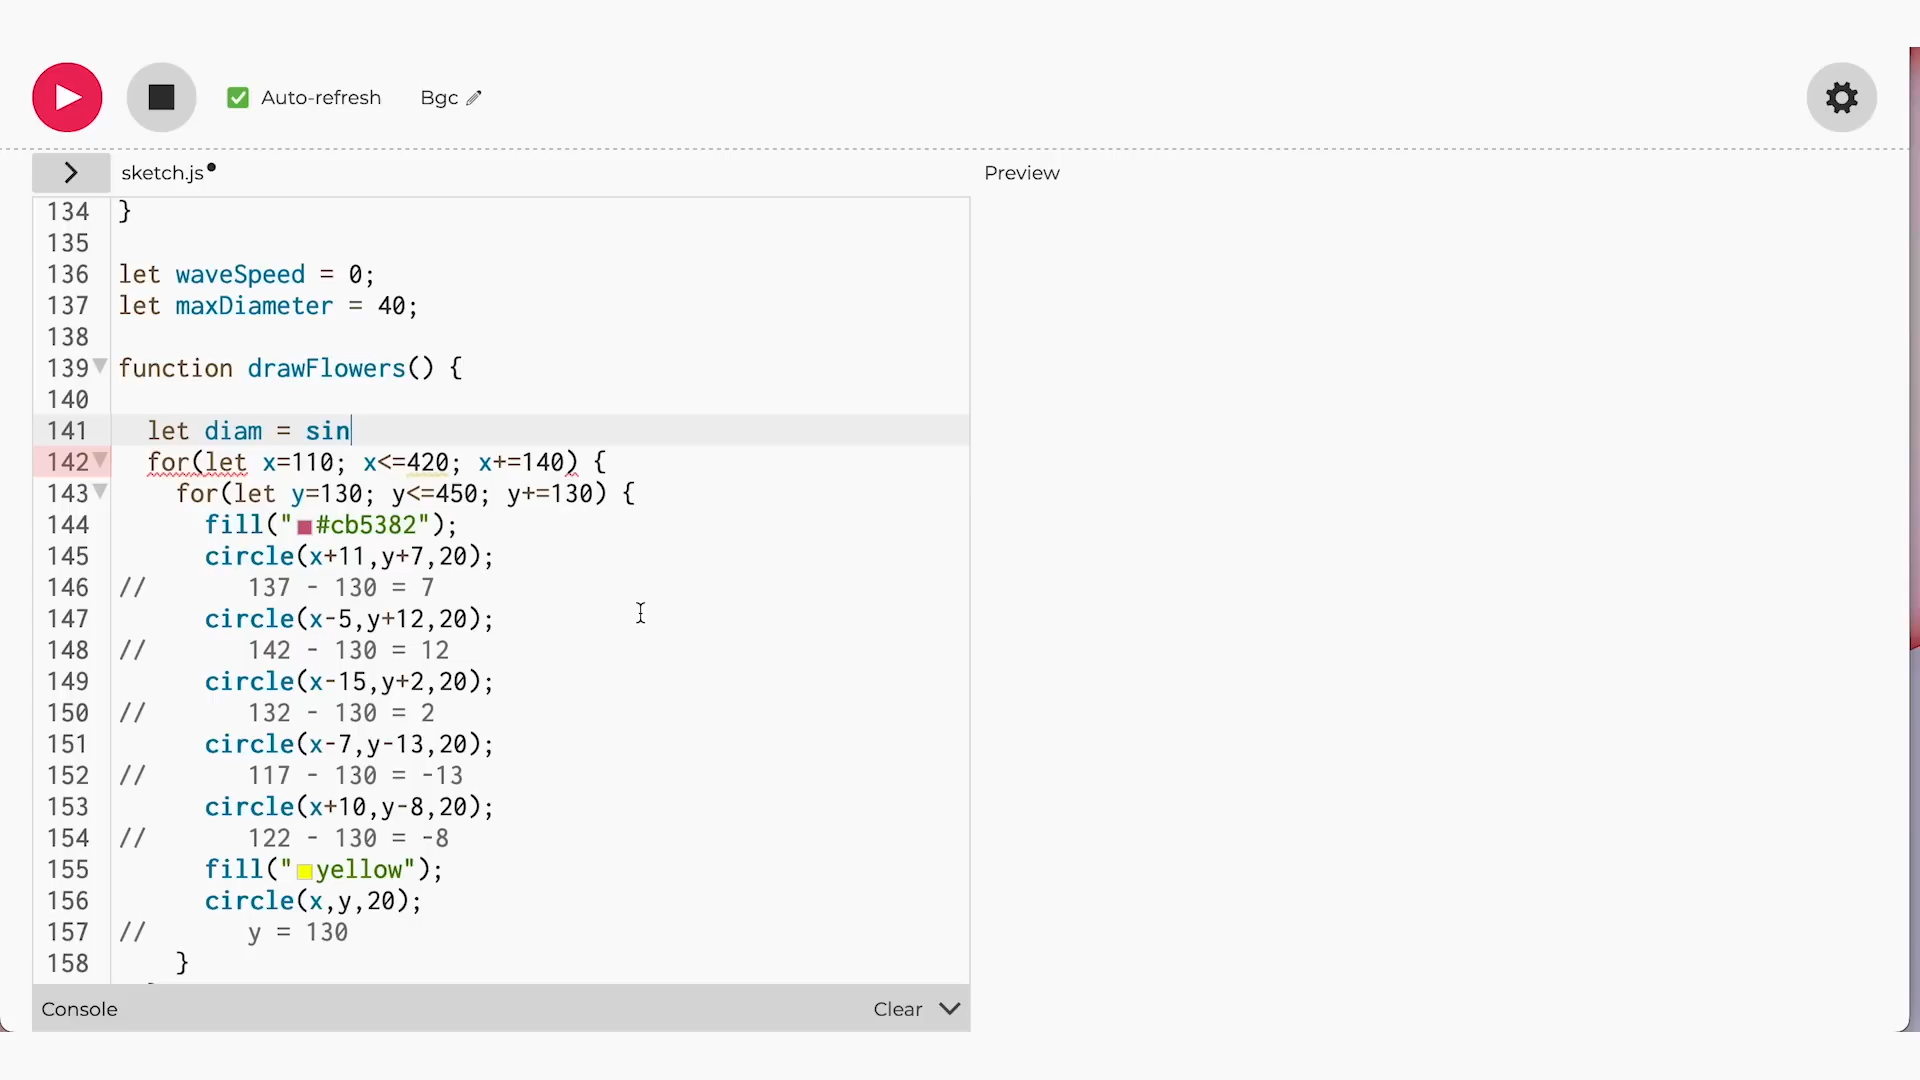 Auto-refresh Bgc
sketch.js
Preview
134 }
135
136 let waveSpeed = 0;
137 let maxDiameter = 40;
138
139 function drawFlowers() {
140
141 let diam = sin
142 for(let x=110; x<=420; x+=140) {
143 for(let y=130; y<=450; y+=130) {
144 fill("#cb5382");
145 circle(x+11,y+7,20);
146 // 137 - 130 = 7
147 circle(x-5,y+12,20);
148 // 142 - 130 = 12
149 circle(x-15,y+2,20);
150 // 132 - 130 = 2
151 circle(x-7,y-13,20);
152 // 117 - 130 = -13
153 circle(x+10,y-8,20);
154 // 122 - 130 = -8
155 fill("yellow");
156 circle(x,y,20);
157 // y = 130
158 }
Console Clear